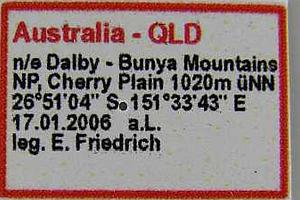 Australia - QLD
n/e Dalby - Bunya Mountains
NP, Cherry Plain 1020m üNN
26°51'04" S. 151°33'43" E
17.01.2006 a.L.
leg. E. Friedrich